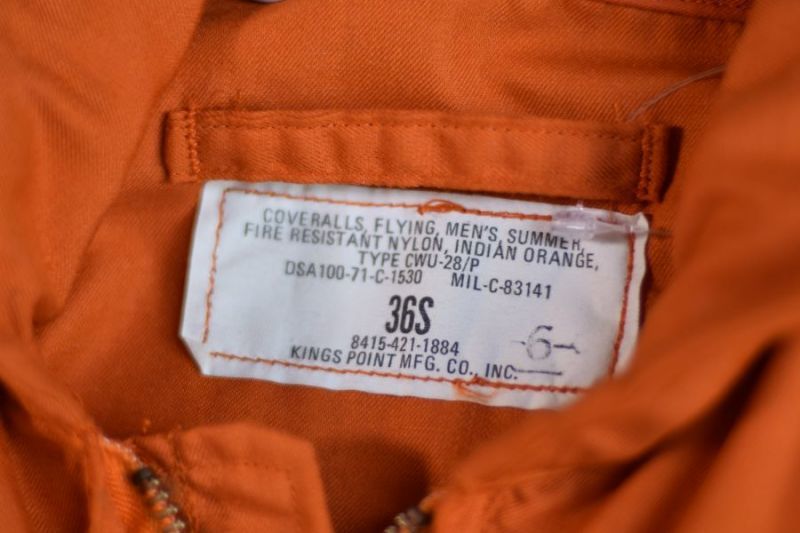 COVERALLS, FLYING, MEN'S, SUMMER,
FIRE RESISTANT NYLON, INDIAN ORANGE,
TYPE CWU-28/P
DSA100-71-C-1530 MIL-C-83141
36S
8415-421-1884
-6-
KINGS POINT MFG. CO., INC.